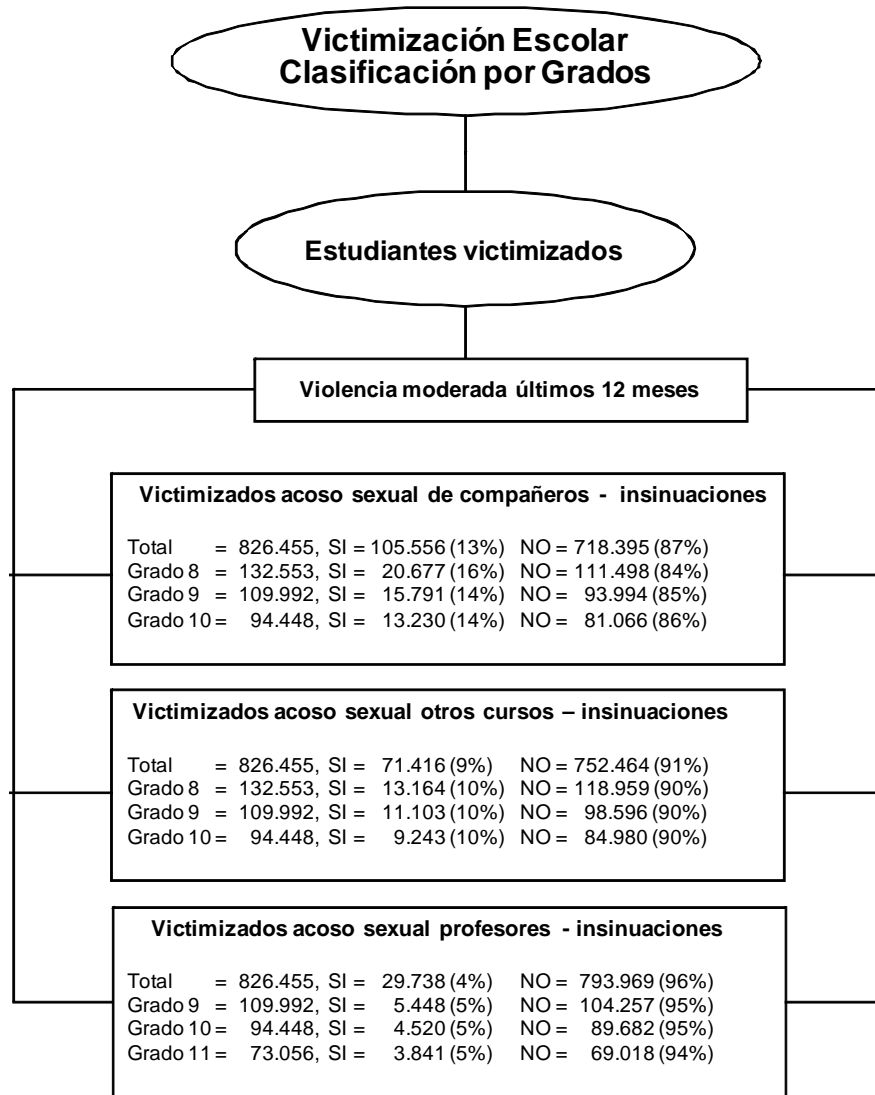 Victimización Escolar
Clasificación por Grados
Estudiantes victimizados
Violencia moderada últimos 12 meses
Victimizados acoso sexual de compañeros - insinuaciones
Total = 826.455, SI = 105.556 (13%) NO = 718.395 (87%)
Grado 8 = 132.553, SI = 20.677 (16%) NO = 111.498 (84%)
Grado 9 = 109.992, SI = 15.791 (14%) NO = 93.994 (85%)
Grado 10 = 94.448, SI = 13.230 (14%) NO = 81.066 (86%)
Victimizados acoso sexual otros cursos – insinuaciones
Total = 826.455, SI = 71.416 (9%) NO = 752.464 (91%)
Grado 8 = 132.553, SI = 13.164 (10%) NO = 118.959 (90%)
Grado 9 = 109.992, SI = 11.103 (10%) NO = 98.596 (90%)
Grado 10 = 94.448, SI = 9.243 (10%) NO = 84.980 (90%)
Victimizados acoso sexual profesores - insinuaciones
Total = 826.455, SI = 29.738 (4%) NO = 793.969 (96%)
Grado 9 = 109.992, SI = 5.448 (5%) NO = 104.257 (95%)
Grado 10 = 94.448, SI = 4.520 (5%) NO = 89.682 (95%)
Grado 11 = 73.056, SI = 3.841 (5%) NO = 69.018 (94%)